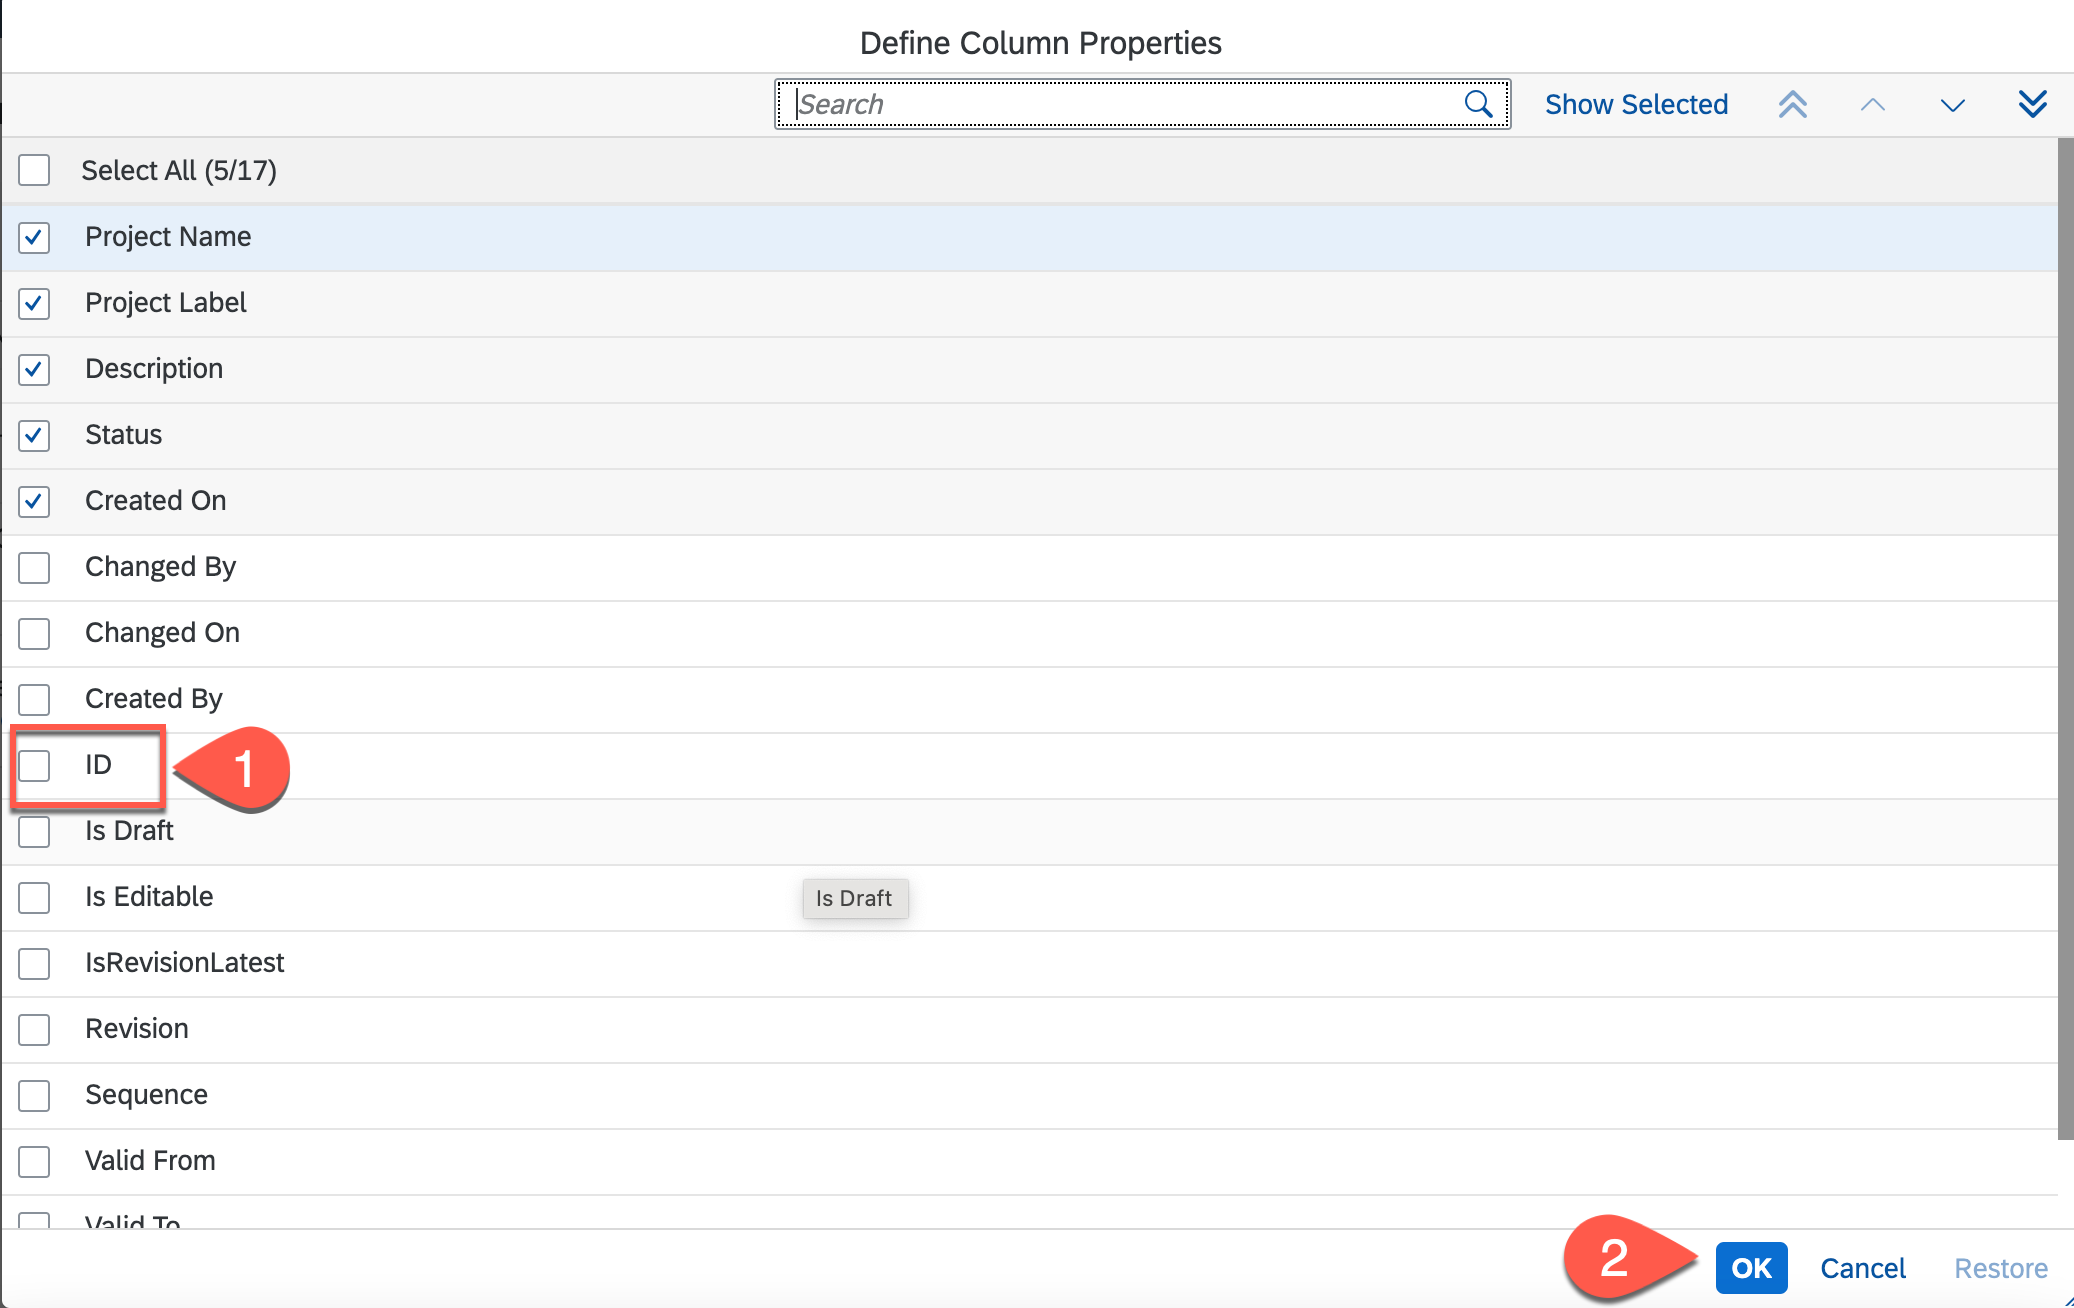 Define Column Properties
Search
Show Selected
Select All (5/17)
Project Name
Project Label
Description
Status
Created On
Changed By
Changed On
Created By
ID
1
Is Draft
Is Editable
Is Draft
IsRevisionLatest
Revision
Sequence
Valid From
Valid To
2
OK
Cancel
Restore